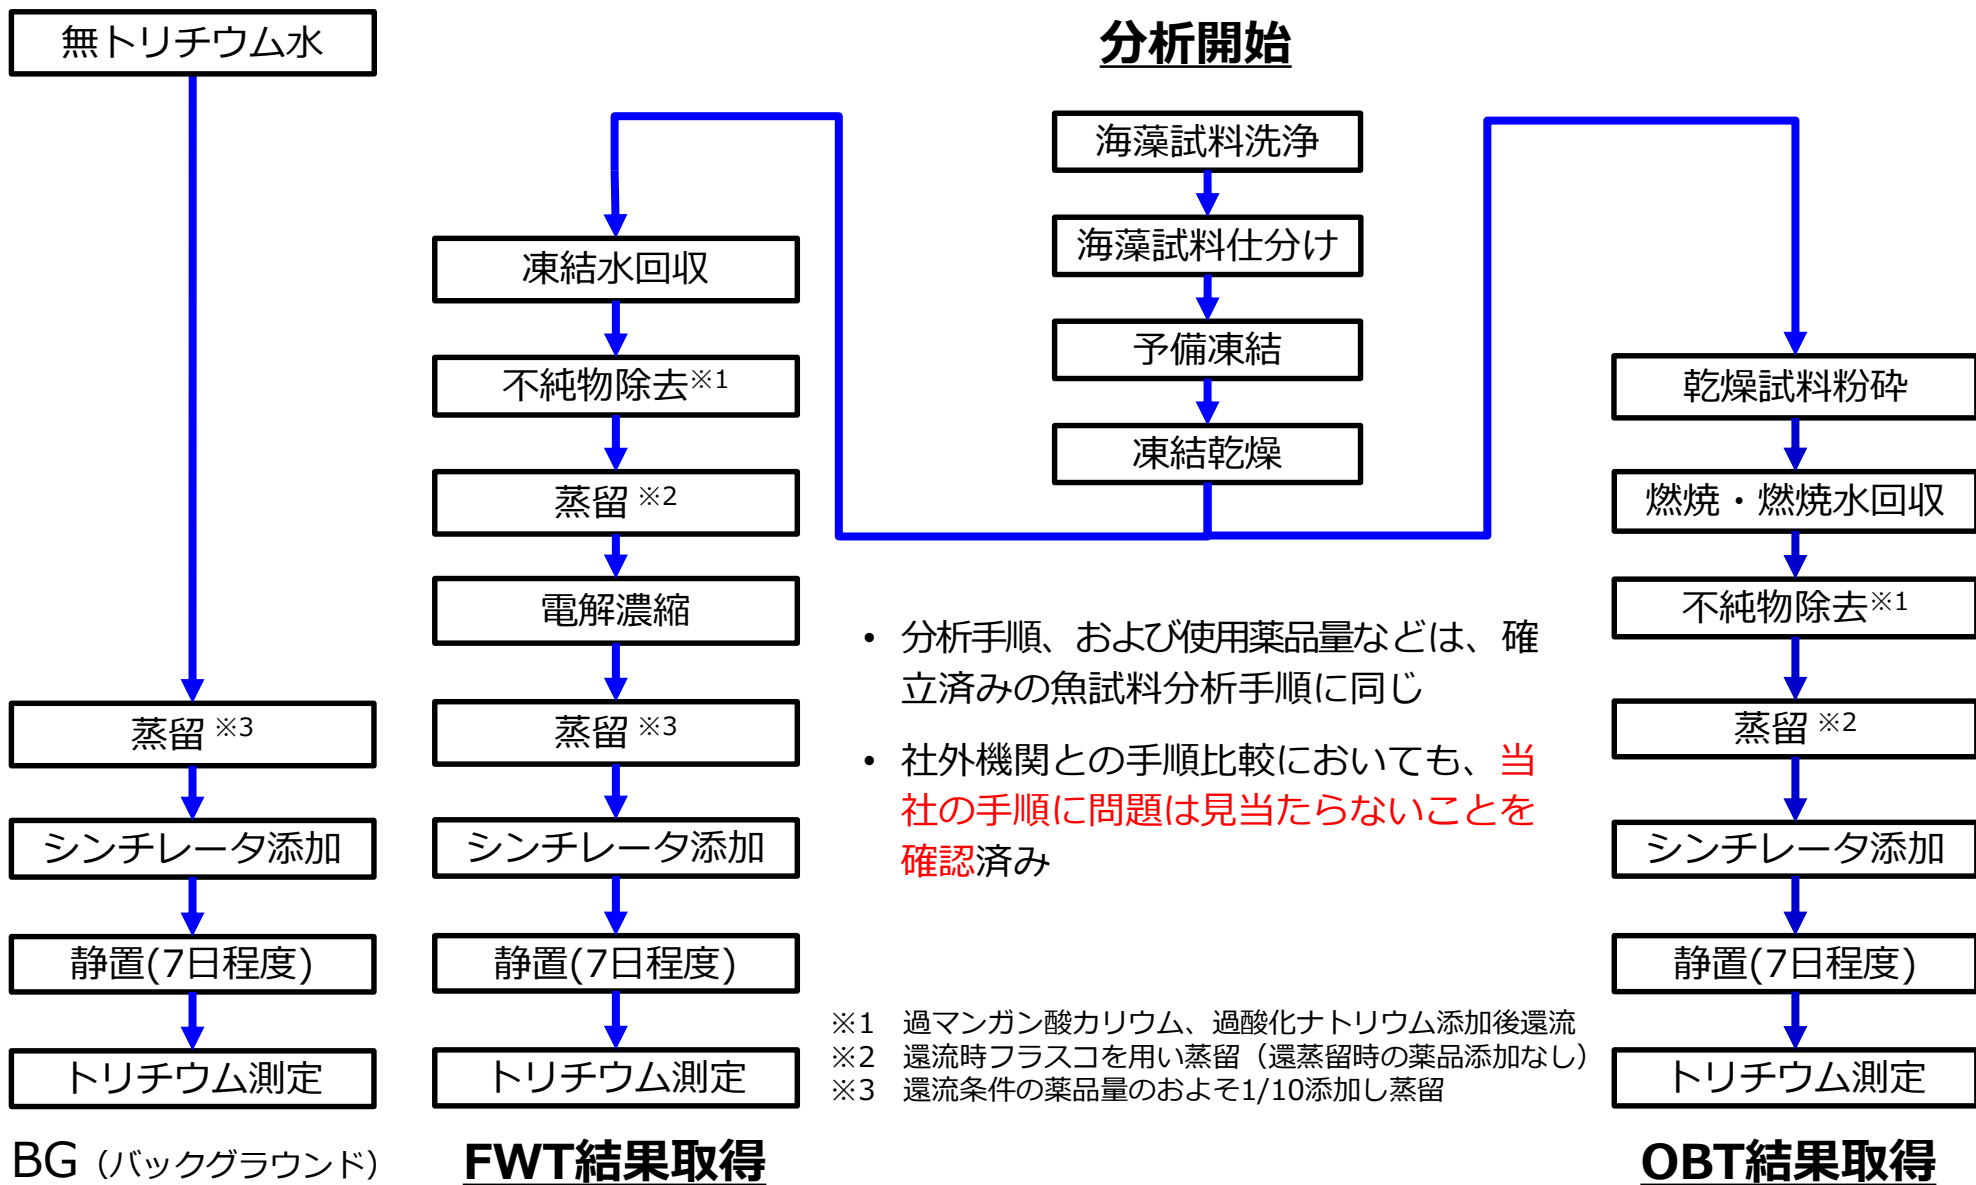 無トリチウム水
蒸留 ※3
シンチレータ添加
静置(7日程度)
トリチウム測定
BG（バックグラウンド）
凍結水回収
不純物除去※1
蒸留 ※2
電解濃縮
蒸留 ※3
シンチレータ添加
静置(7日程度)
トリチウム測定
FWT結果取得
分析開始
海藻試料洗浄
海藻試料仕分け
予備凍結
凍結乾燥
• 分析手順、および使用薬品量などは、確
立済みの魚試料分析手順に同じ
• 社外機関との手順比較においても、当
社の手順に問題は見当たらないことを
確認済み
※1 過マンガン酸カリウム、過酸化ナトリウム添加後還流
※2 還流時フラスコを用い蒸留（還蒸留時の薬品添加なし）
※3 還流条件の薬品量のおよそ1/10添加し蒸留
乾燥試料粉砕
燃焼・燃焼水回収
不純物除去※1
蒸留 ※2
シンチレータ添加
静置(7日程度)
トリチウム測定
OBT結果取得